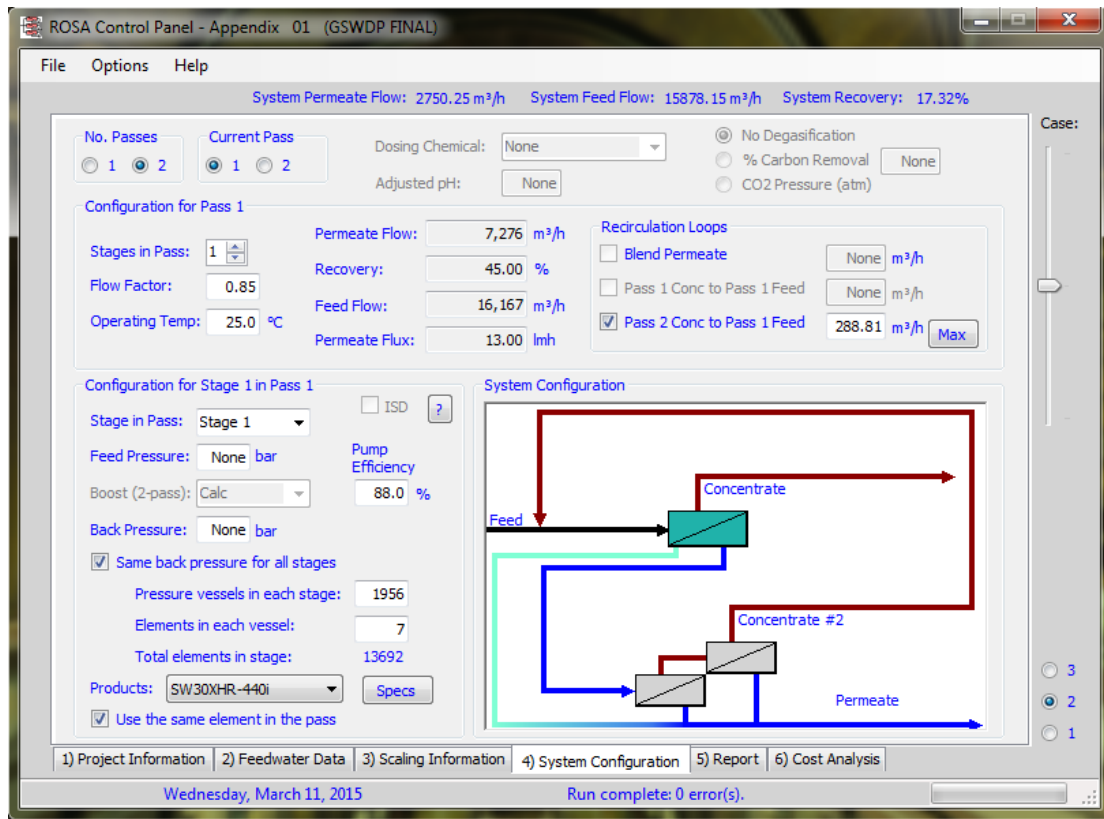 ROSA Control Panel - Appendix 01 (GSWDP FINAL)
File Options Help
System Permeate Flow: 2750.25 m³/h System Feed Flow: 15878.15 m³/h System Recovery: 17.32%
Case:
No. Passes
1 2
Current Pass
1 2
Dosing Chemical: None
Adjusted pH: None
No Degasification
% Carbon Removal None
CO2 Pressure (atm)
Configuration for Pass 1
Stages in Pass: 1
Flow Factor: 0.85
Operating Temp: 25.0 ºC
Permeate Flow: 7,276 m³/h
Recovery: 45.00 %
Feed Flow: 16,167 m³/h
Permeate Flux: 13.00 lmh
Recirculation Loops
Blend Permeate None m³/h
Pass 1 Conc to Pass 1 Feed None m³/h
Pass 2 Conc to Pass 1 Feed 288.81 m³/h Max
Configuration for Stage 1 in Pass 1
ISD ?
Stage in Pass: Stage 1
Feed Pressure: None bar
Pump
Efficiency
88.0 %
Boost (2-pass): Calc
Back Pressure: None bar
Same back pressure for all stages
Pressure vessels in each stage: 1956
Elements in each vessel: 7
Total elements in stage: 13692
Products: SW30XHR-440i Specs
Use the same element in the pass
System Configuration
Concentrate
Feed
Concentrate #2
Permeate
3
2
1
1) Project Information 2) Feedwater Data 3) Scaling Information 4) System Configuration 5) Report 6) Cost Analysis
Wednesday, March 11, 2015 Run complete: 0 error(s).